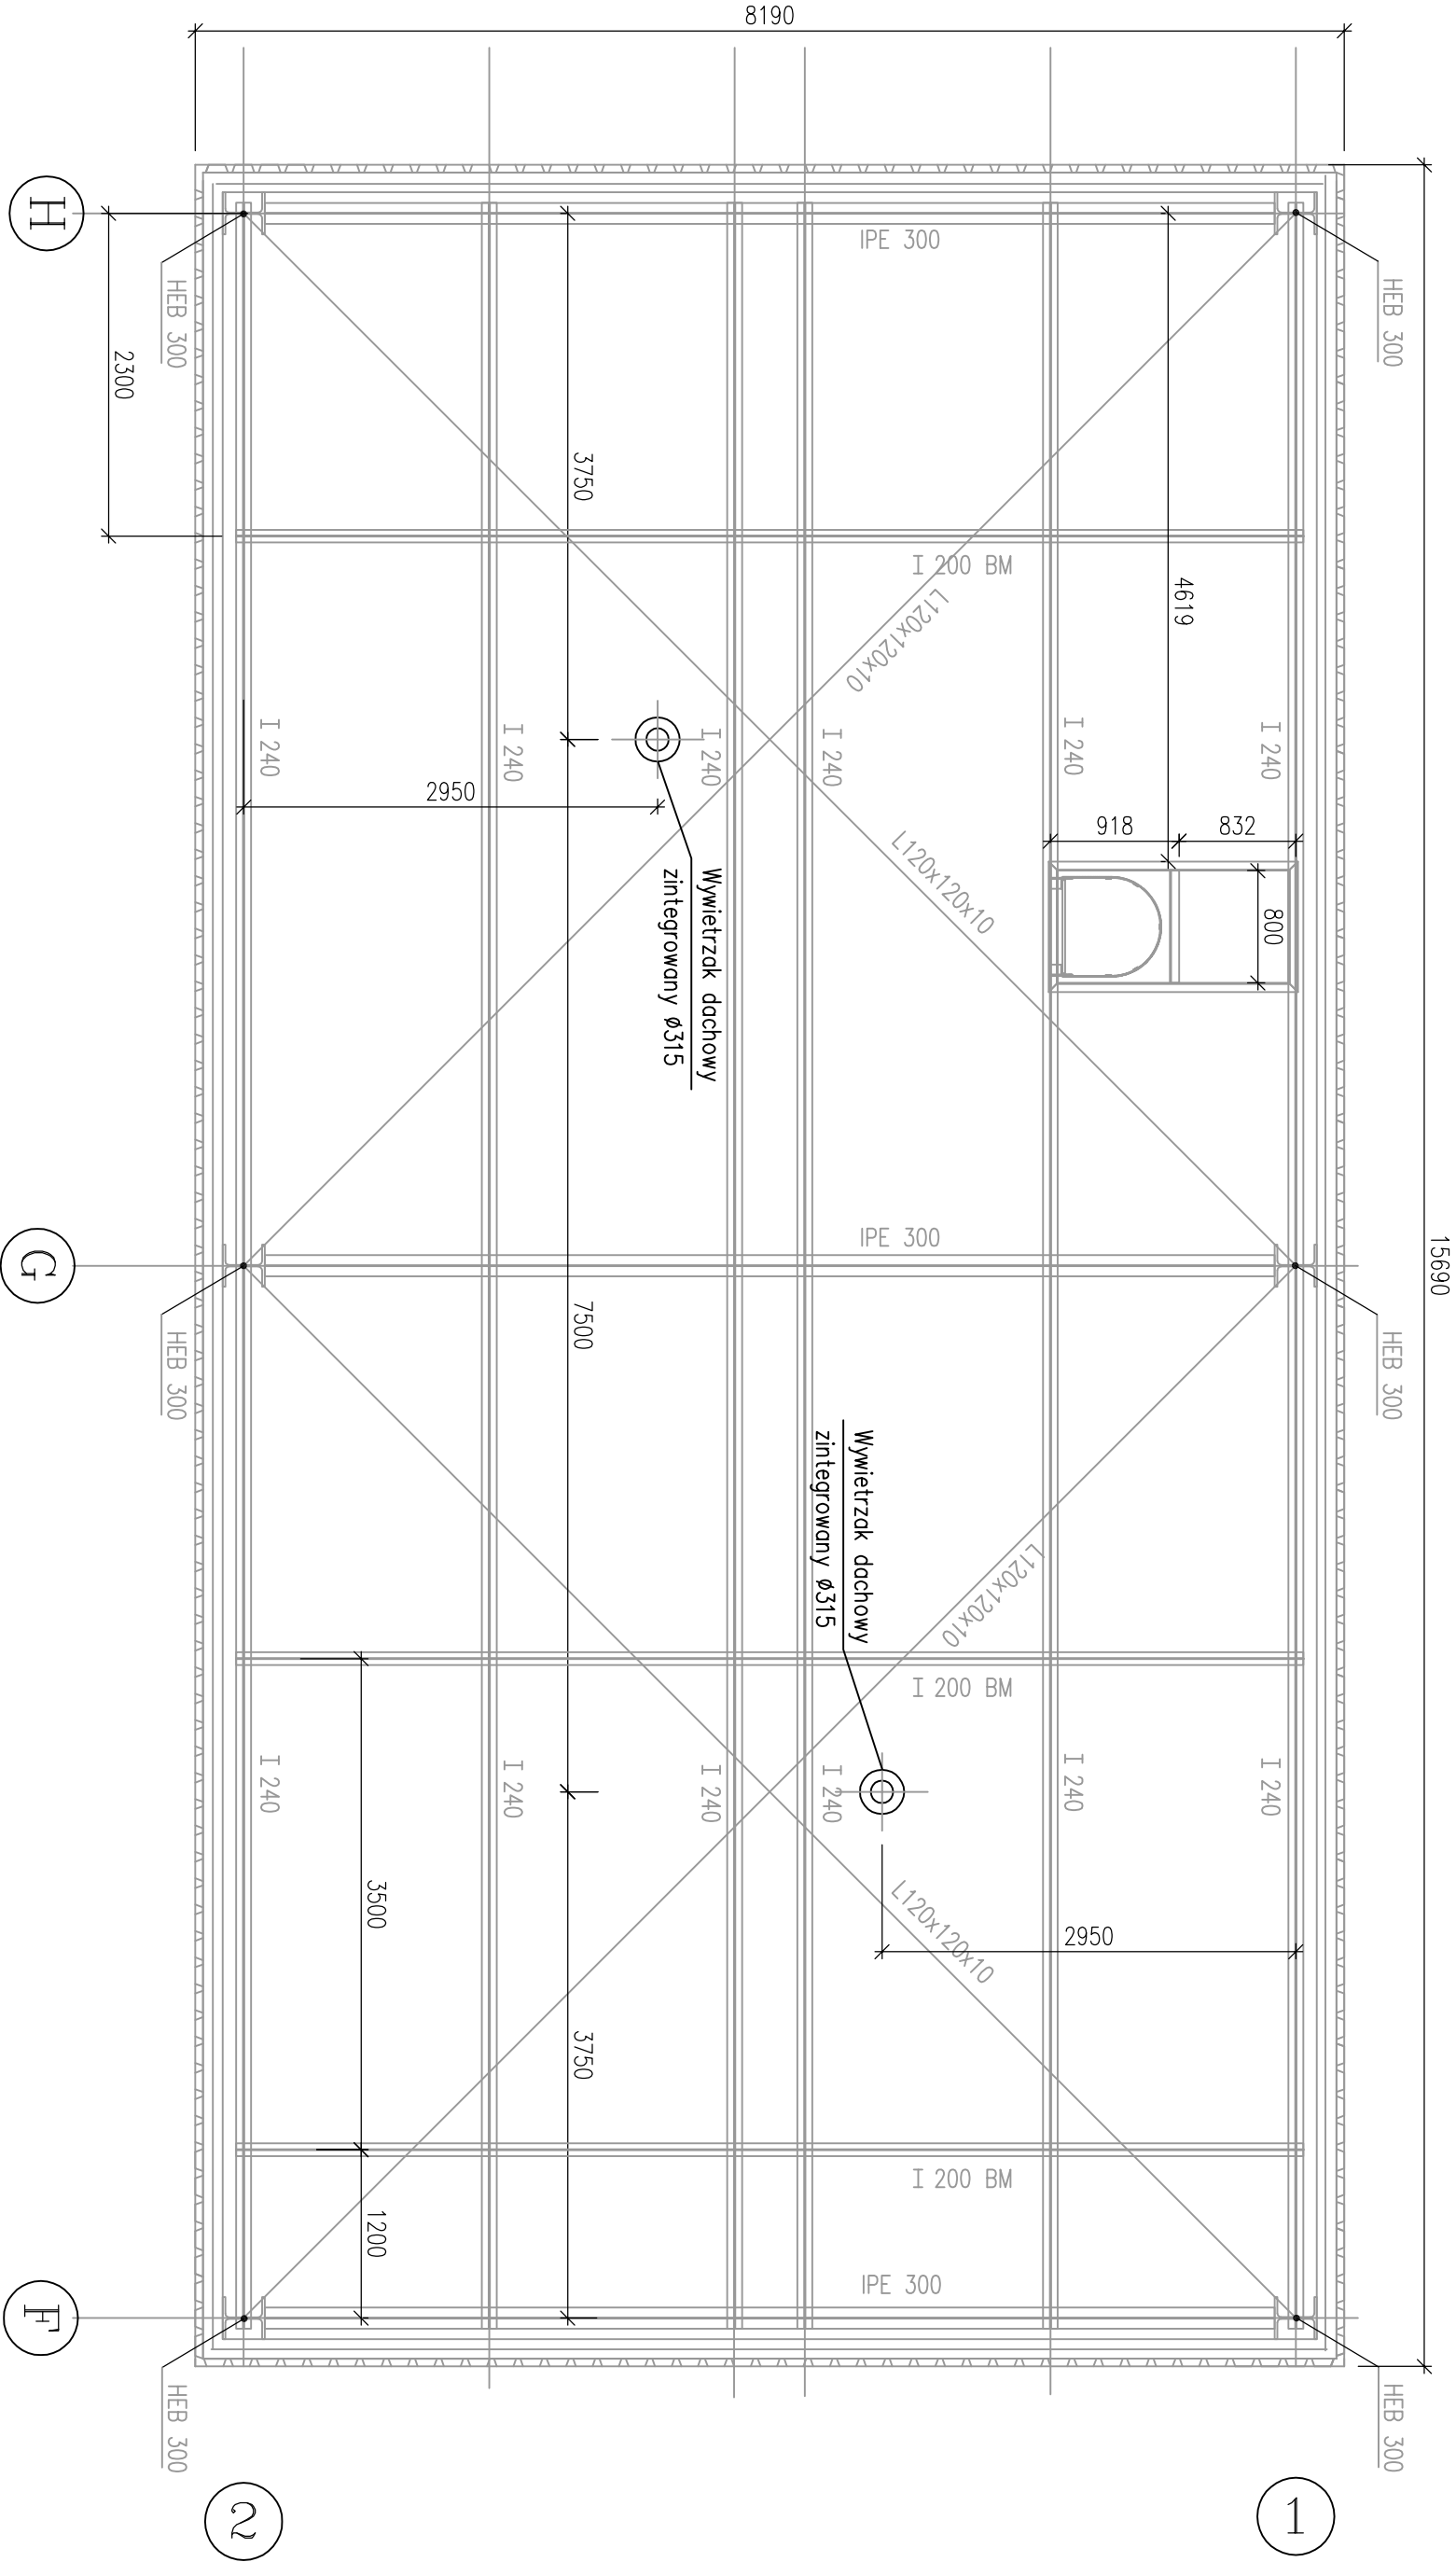 8190
15690
H
HEB 300
HEB 300
IPE 300
2300
3750
4619
I 200 BM
L120x120x10
I 240
I 240
I 240
I 240
I 240
I 240
2950
918
832
800
L120x120x10
Wywietrzak dachowy
zintegrowany ø315
G
IPE 300
HEB 300
HEB 300
7500
Wywietrzak dachowy
zintegrowany ø315
L120x120x10
I 200 BM
I 240
I 240
I 240
I 240
I 240
I 240
L120x120x10
3500
2950
3750
I 200 BM
1200
IPE 300
F
HEB 300
HEB 300
2
1